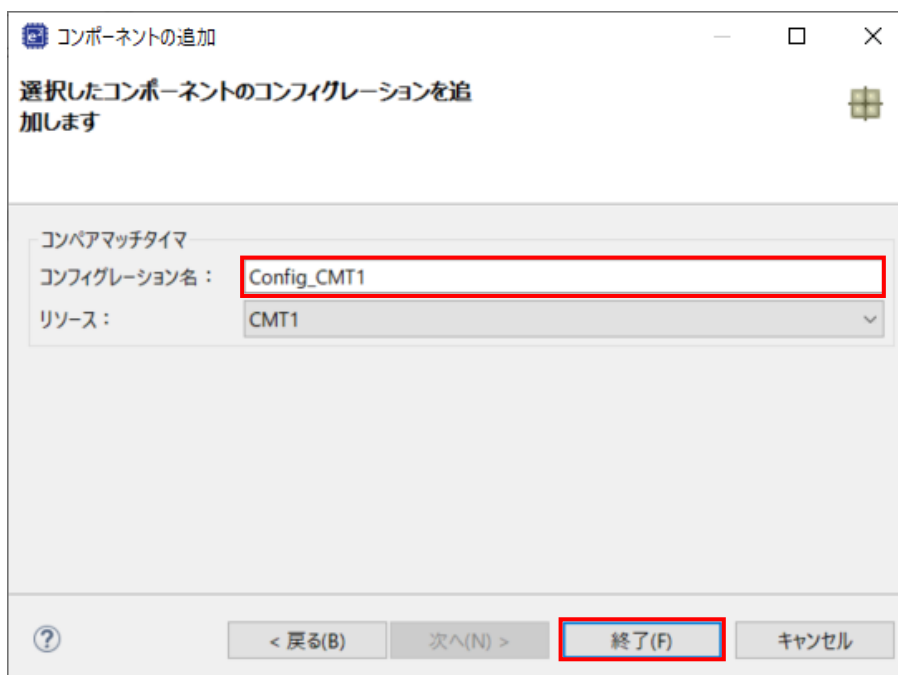 コンポーネントの追加
選択したコンポーネントのコンフィグレーションを追
加します
コンペアマッチタイマ
コンフィグレーション名：
Config_CMT1
リソース：
CMT1
< 戻る(B)
次へ(N) >
終了(F)
キャンセル